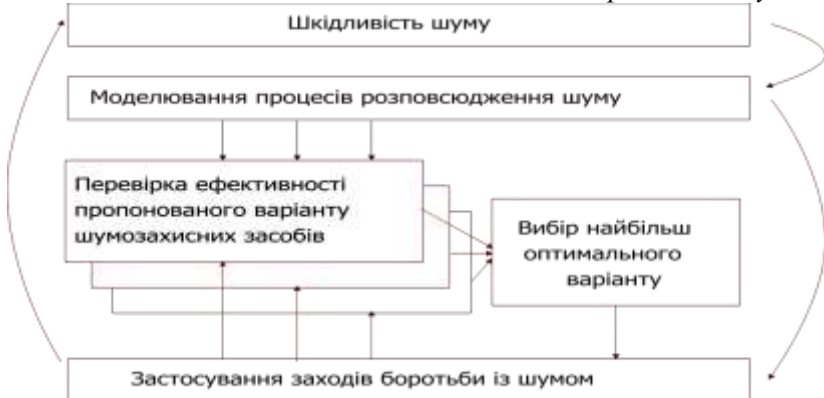 Шкідливість шуму
Моделювання процесів розповсюдження шуму
Перевірка ефективності
пропонованого варіанту
шумозахисних засобів
Вибір найбільш
оптимального
варіанту
Застосування заходів боротьби із шумом